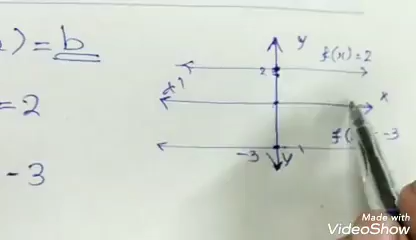 ) = b
y
f(x) = 2
2
x'
x
= 2
f( - 3
-3
y'
- 3
Made with
VideoShow